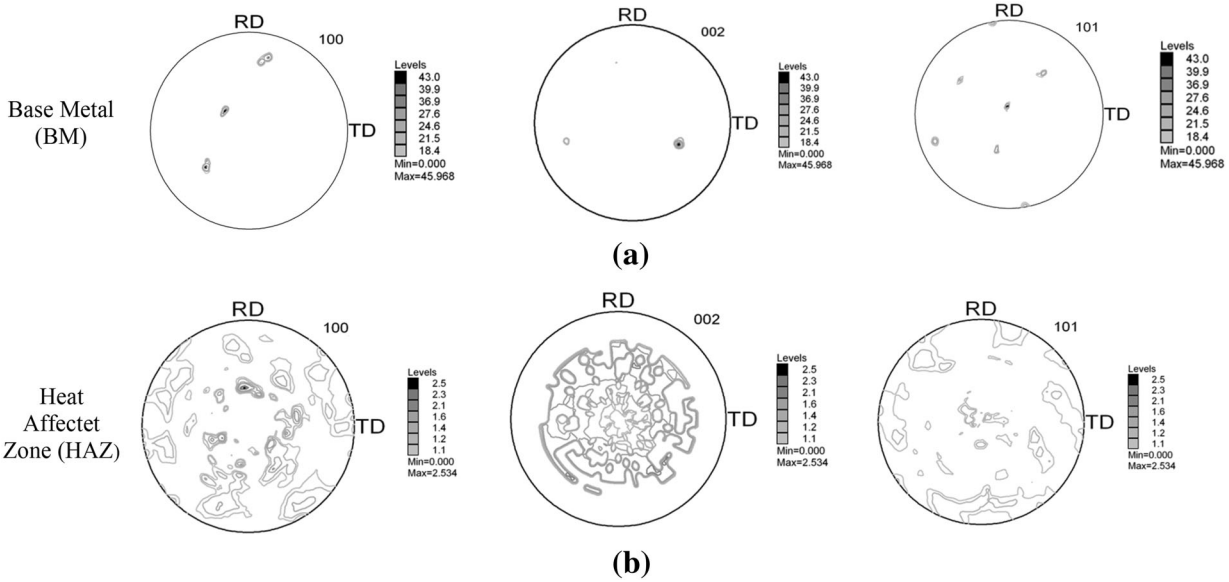 RD
100
Levels
43.0
39.9
36.9
27.6
24.6
21.5
18.4
Min=0.000
Max=45.968
TD
RD
002
Levels
43.0
39.9
36.9
27.6
24.6
21.5
18.4
Min=0.000
Max=45.968
TD
RD
101
Levels
43.0
39.9
36.9
27.6
24.6
21.5
18.4
Min=0.000
Max=45.968
TD
Base Metal
(BM)
(a)
RD
100
Levels
2.5
2.3
2.1
1.6
1.4
1.2
1.1
Min=0.000
Max=2.534
TD
RD
002
Levels
2.5
2.3
2.1
1.6
1.4
1.2
1.1
Min=0.000
Max=2.534
TD
RD
101
Levels
2.5
2.3
2.1
1.6
1.4
1.2
1.1
Min=0.000
Max=2.534
TD
Heat
Affectet
Zone (HAZ)
(b)